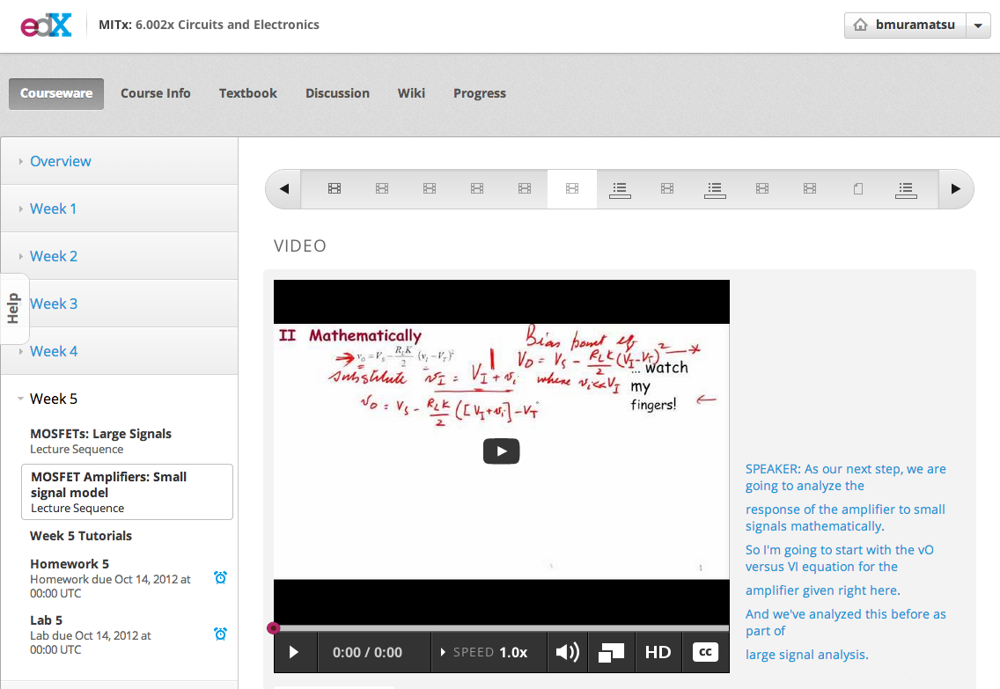 edX
MITx: 6.002x Circuits and Electronics
bmuramatsu
Courseware
Course Info
Textbook
Discussion
Wiki
Progress
Help
Overview
Week 1
Week 2
Week 3
Week 4
Week 5
MOSFETs: Large Signals
Lecture Sequence
MOSFET Amplifiers: Small
signal model
Lecture Sequence
Week 5 Tutorials
Homework 5
Homework due Oct 14, 2012 at
00:00 UTC
Lab 5
Lab due Oct 14, 2012 at
00:00 UTC
VIDEO
II Mathematically
Bias point eq
v_O = V_S - R_L K / 2 (v_I - V_T)²
V_O = V_S - R_L K / 2 (V_I - V_T)²
substitute v_I = V_I + v_i where v_i << V_I
v_O = V_S - R_L K / 2 ([V_I + v_i] - V_T
... watch
my
fingers!
1
0:00 / 0:00
SPEED 1.0x
HD
CC
SPEAKER: As our next step, we are
going to analyze the
response of the amplifier to small
signals mathematically.
So I'm going to start with the vO
versus VI equation for the
amplifier given right here.
And we've analyzed this before as
part of
large signal analysis.